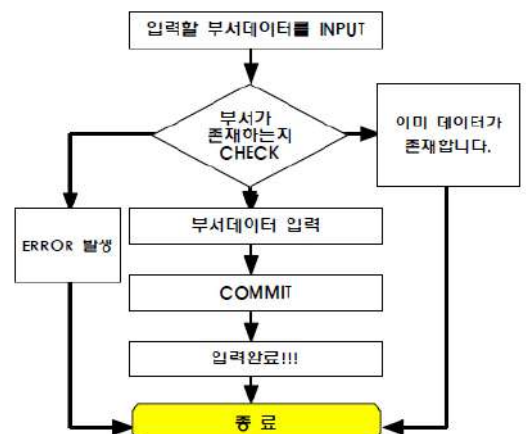 입력할 부서데이터를 INPUT
부서가
존재하는지
CHECK
이미 데이터가
존재합니다.
ERROR 발생
부서데이터 입력
COMMIT
입력완료!!!
종 료